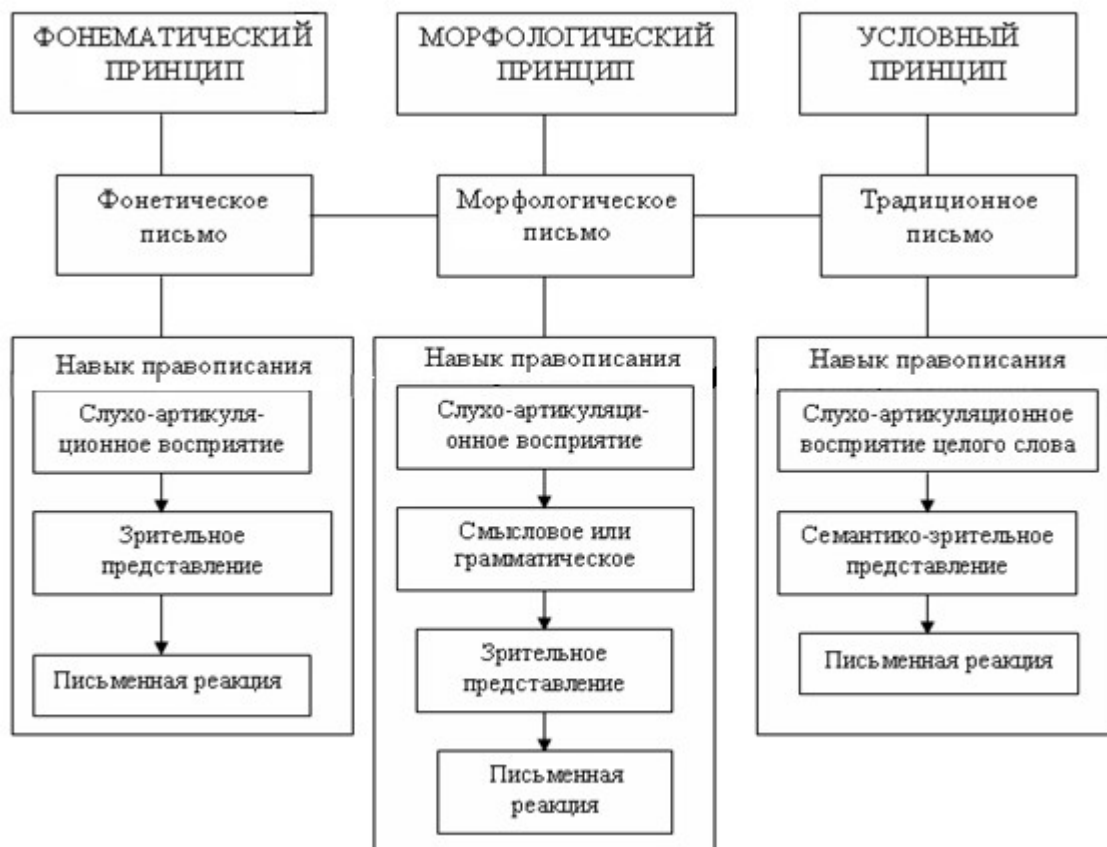 ФОНЕМАТИЧЕСКИЙ
ПРИНЦИП
МОРФОЛОГИЧЕСКИЙ
ПРИНЦИП
УСЛОВНЫЙ
ПРИНЦИП
Фонетическое
письмо
Морфологическое
письмо
Традиционное
письмо
Навык правописания
Слухо-артикуля-
ционное восприятие
Зрительное
представление
Письменная реакция
Навык правописания
Слухо-артикуляци-
онное восприятие
Смысловое или
грамматическое
Зрительное
представление
Письменная
реакция
Навык правописания
Слухо-артикуляционное
восприятие целого слова
Семантико-зрительное
представление
Письменная реакция